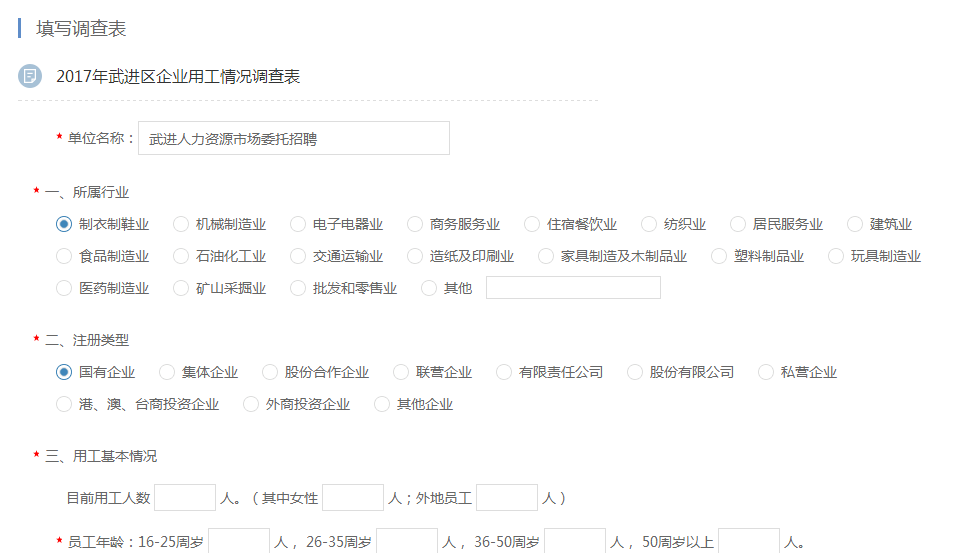 填写调查表
2017年武进区企业用工情况调查表
* 单位名称： 武进人力资源市场委托招聘
* 一、所属行业
制衣制鞋业 机械制造业 电子电器业 商务服务业 住宿餐饮业 纺织业 居民服务业 建筑业
食品制造业 石油化工业 交通运输业 造纸及印刷业 家具制造及木制品业 塑料制品业 玩具制造业
医药制造业 矿山采掘业 批发和零售业 其他
* 二、注册类型
国有企业 集体企业 股份合作企业 联营企业 有限责任公司 股份有限公司 私营企业
港、澳、台商投资企业 外商投资企业 其他企业
* 三、用工基本情况
目前用工人数 人。（其中女性 人；外地员工 人）
* 员工年龄：16-25周岁 人，26-35周岁 人，36-50周岁 人，50周岁以上 人。